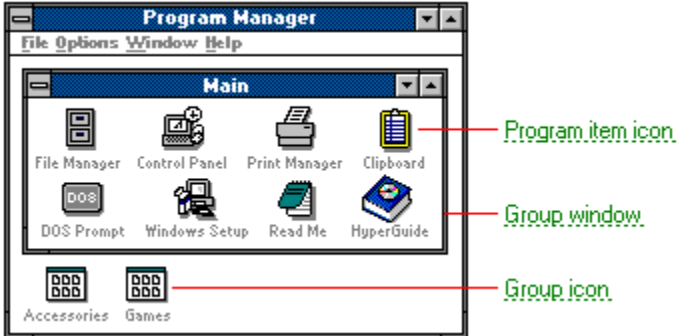 Program Manager
File Options Window Help
Main
File Manager Control Panel Print Manager Clipboard
Program item icon
DOS
DOS Prompt Windows Setup Read Me HyperGuide
Group window
Group icon
Accessories Games